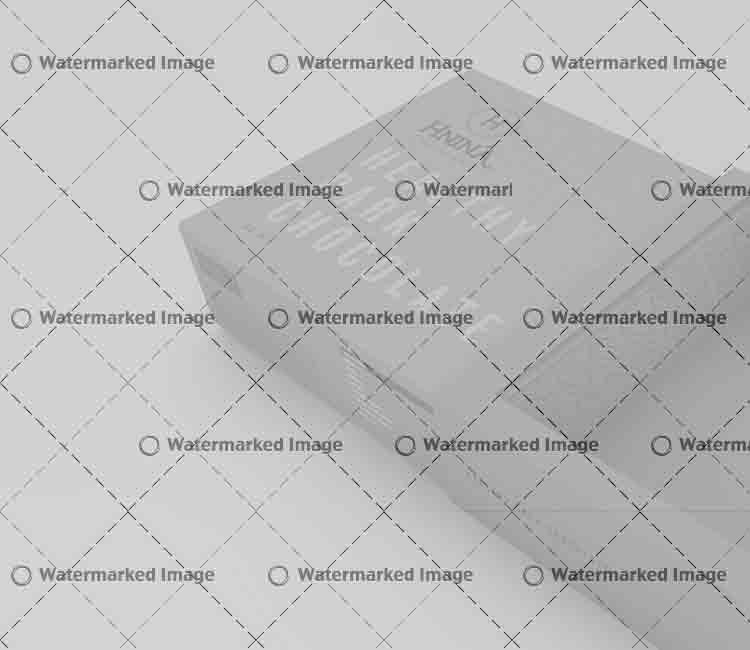 Watermarked Image Watermarked Image Watermarked Image
H
HNINA
Watermarked Image Watermarl Waterma
HEALTHY
DARK
CHOCOLATE
Watermarked Image Watermarked Image Watermarked Image
Watermarked Image Watermarked Image Waterma
Watermarked Image Watermarked Image Watermarked Image